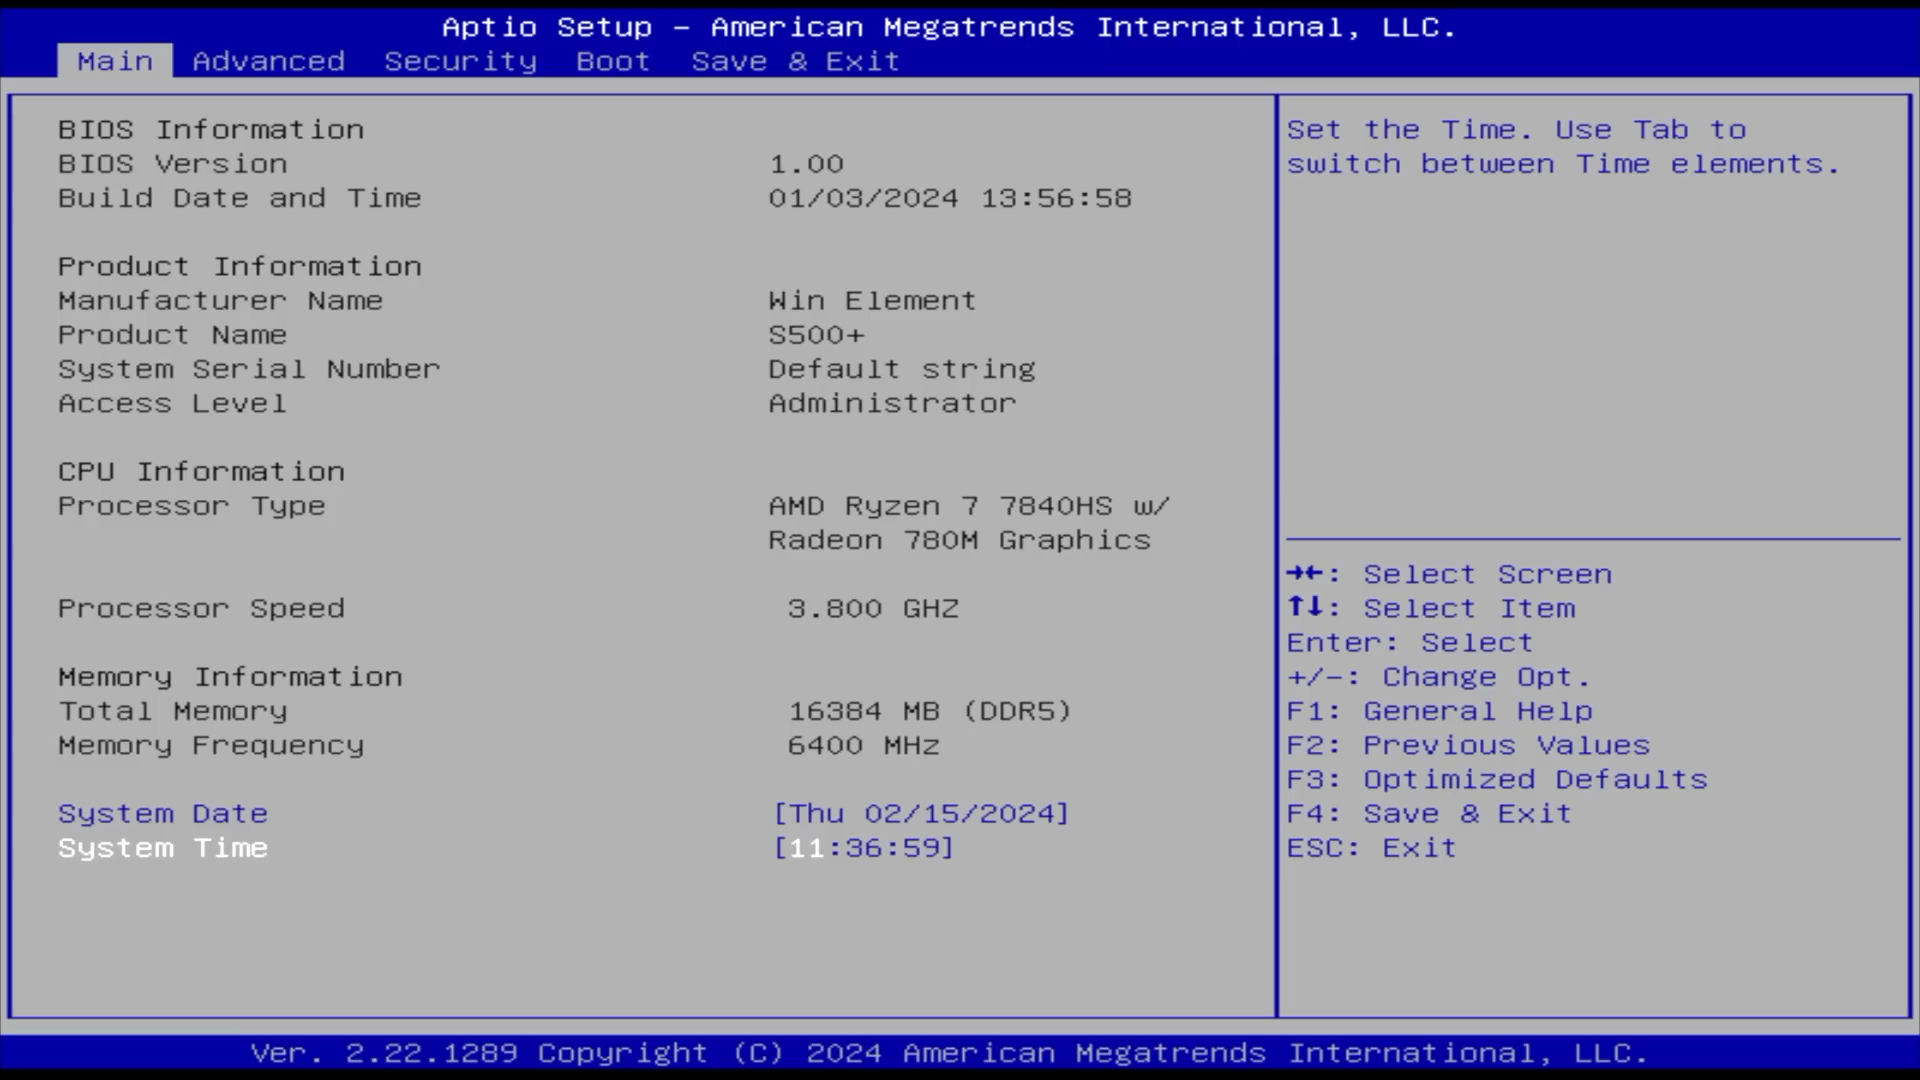 Aptio Setup - American Megatrends International, LLC.
Main Advanced Security Boot Save & Exit
BIOS Information
BIOS Version 1.00
Build Date and Time 01/03/2024 13:56:58
Product Information
Manufacturer Name Win Element
Product Name S500+
System Serial Number Default string
Access Level Administrator
CPU Information
Processor Type AMD Ryzen 7 7840HS w/
Radeon 780M Graphics
Processor Speed 3.800 GHZ
Memory Information
Total Memory 16384 MB (DDR5)
Memory Frequency 6400 MHz
System Date [Thu 02/15/2024]
System Time [11:36:59]
Set the Time. Use Tab to
switch between Time elements.
→←: Select Screen
↑↓: Select Item
Enter: Select
+/-: Change Opt.
F1: General Help
F2: Previous Values
F3: Optimized Defaults
F4: Save & Exit
ESC: Exit
Ver. 2.22.1289 Copyright (C) 2024 American Megatrends International, LLC.